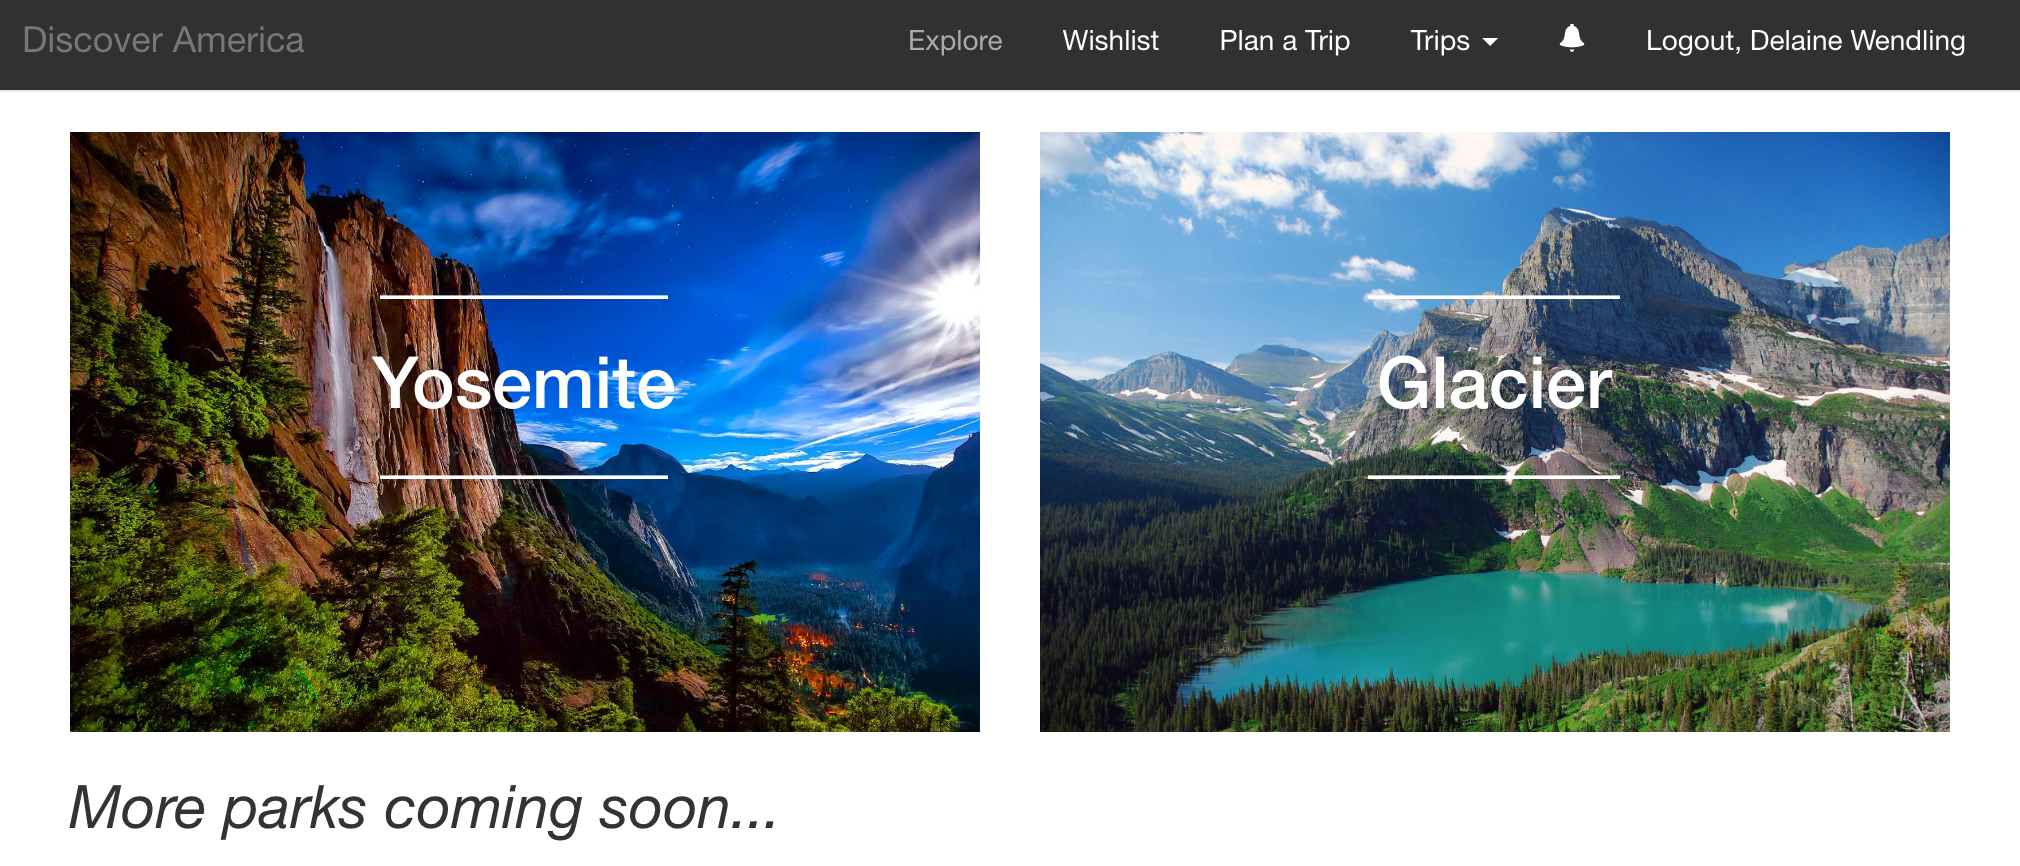 Discover America
Explore Wishlist Plan a Trip Trips Logout, Delaine Wendling
Yosemite
Glacier
More parks coming soon...